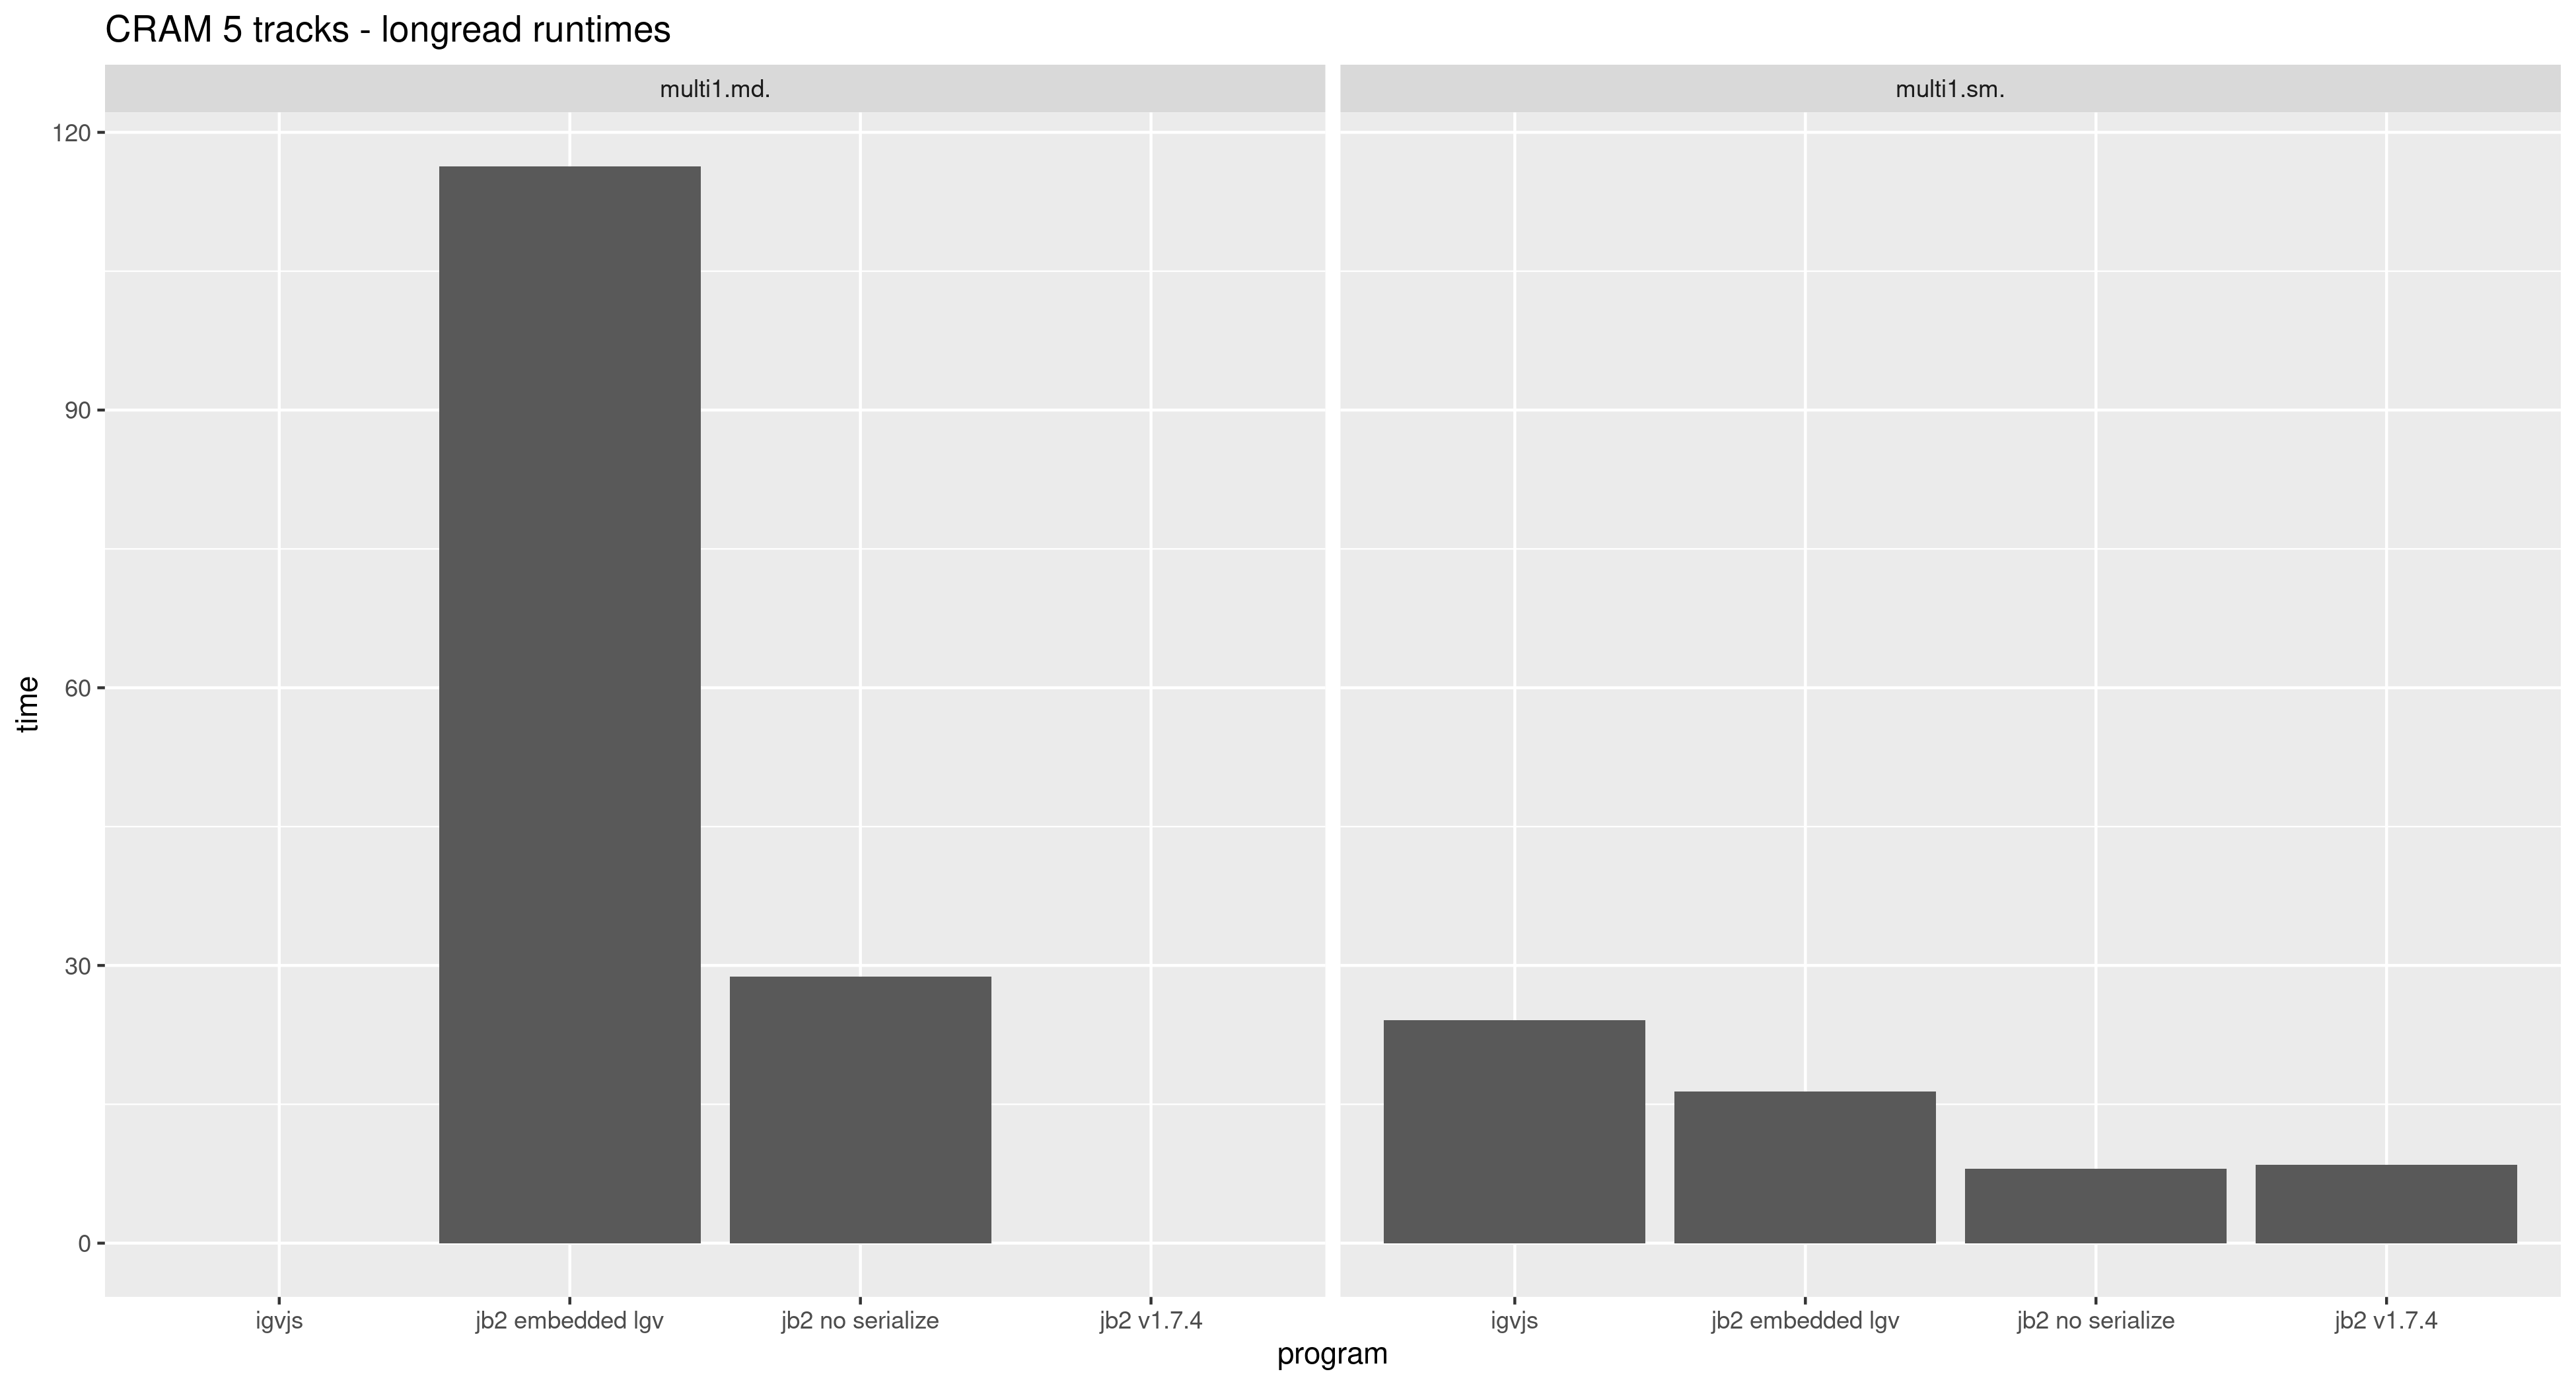 CRAM 5 tracks - longread runtimes
multi1.md.
multi1.sm.
120
90
60
30
0
time
igvjs
jb2 embedded lgv
jb2 no serialize
jb2 v1.7.4
igvjs
jb2 embedded lgv
jb2 no serialize
jb2 v1.7.4
program